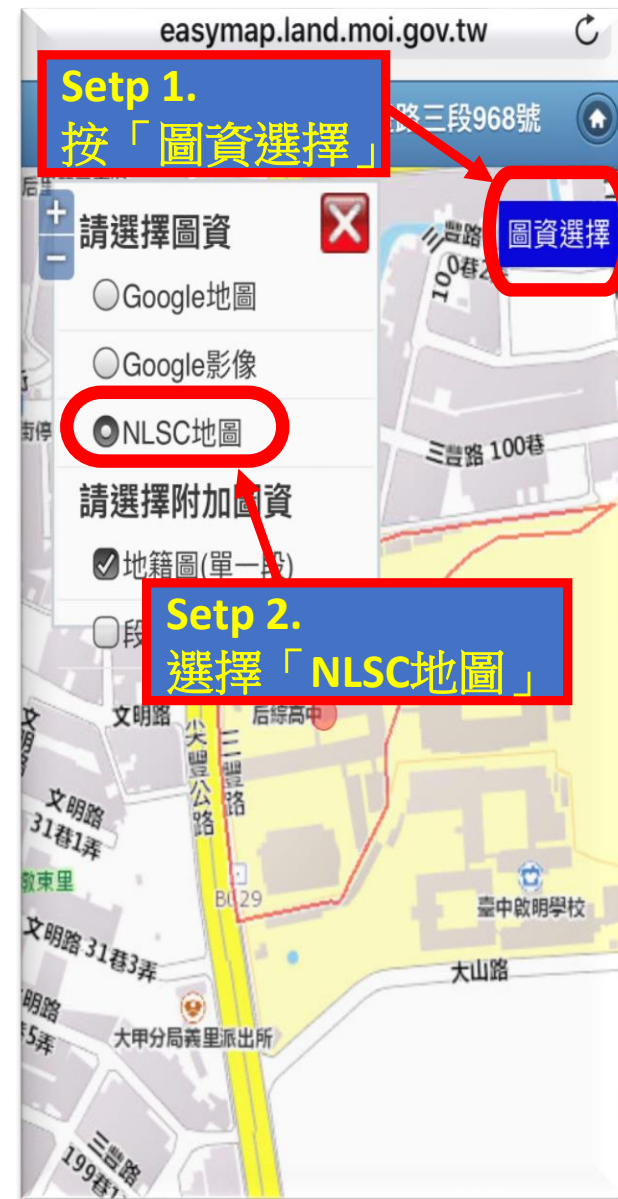 easymap.land.moi.gov.tw
Setp 1.
按「圖資選擇」
路三段968號
圖資選擇
請選擇圖資
Google地圖
Google影像
NLSC地圖
請選擇附加圖資
地籍圖(單一段)
段
Setp 2.
選擇「NLSC地圖」
三豐路 100巷
文明路
后綜高中
尖豐公路
三豐路
文明路
31巷1弄
敦東里
B029
臺中啟明學校
文明路 31巷3弄
大山路
大甲分局義里派出所
三豐路